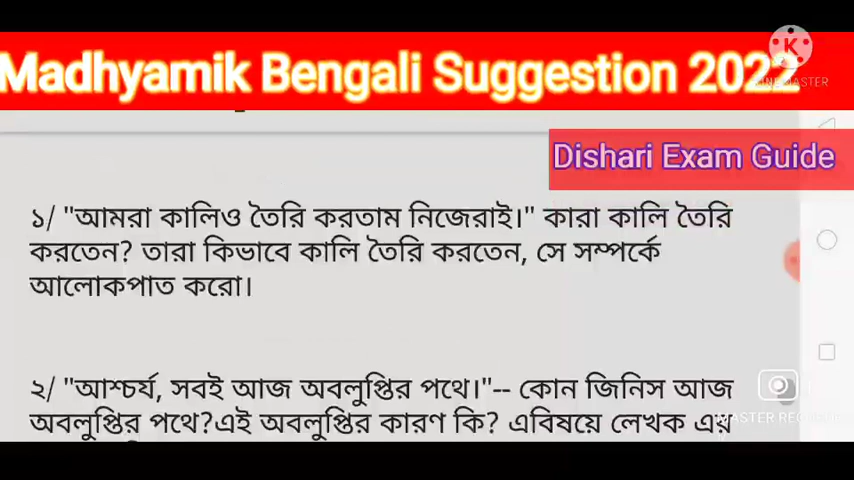 Madhyamik Bengali Suggestion
Dishari Exam Guide
১/ "আমরা কালিও তৈরি করতাম নিজেরাই।" কারা কালি তৈরি
করতেন? তারা কিভাবে কালি তৈরি করতেন, সে সম্পর্কে
আলোকপাত করো।
২/ "আশ্চর্য, সবই আজ অবলুপ্তির পথে।"-- কোন জিনিস আজ
অবলুপ্তির পথে?এই অবলুপ্তির কারণ কি? এবিষয়ে লেখক এর